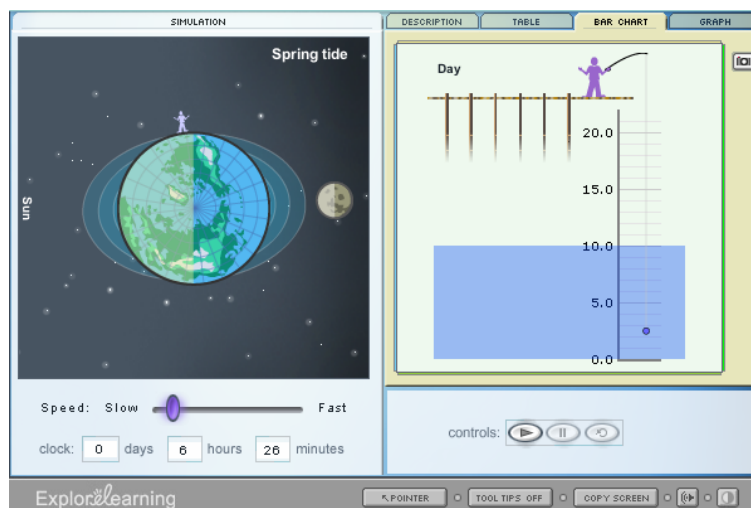 SIMULATION
DESCRIPTION TABLE BAR CHART GRAPH
Spring tide
Sun
Day
20.0
15.0
10.0
5.0
0.0
Speed: Slow Fast
clock: 0 days 6 hours 26 minutes
controls:
ExploreLearning
POINTER TOOL TIPS OFF COPY SCREEN